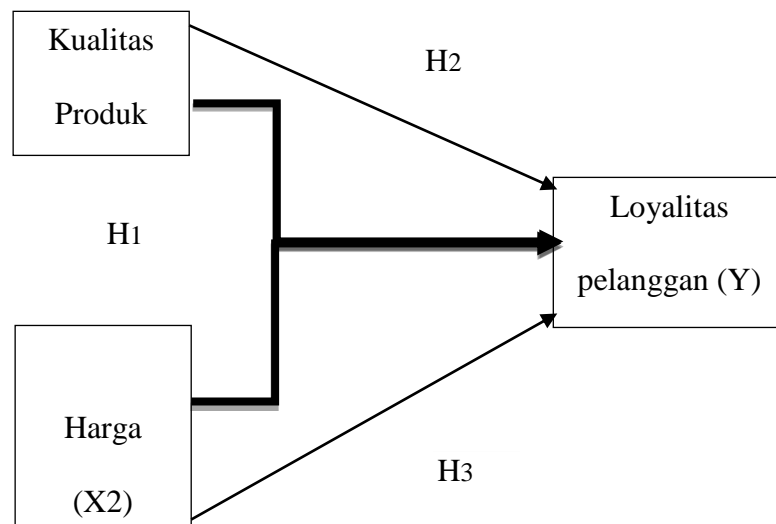 Kualitas
Produk
H2
Loyalitas
pelanggan (Y)
H1
Harga
(X2)
H3